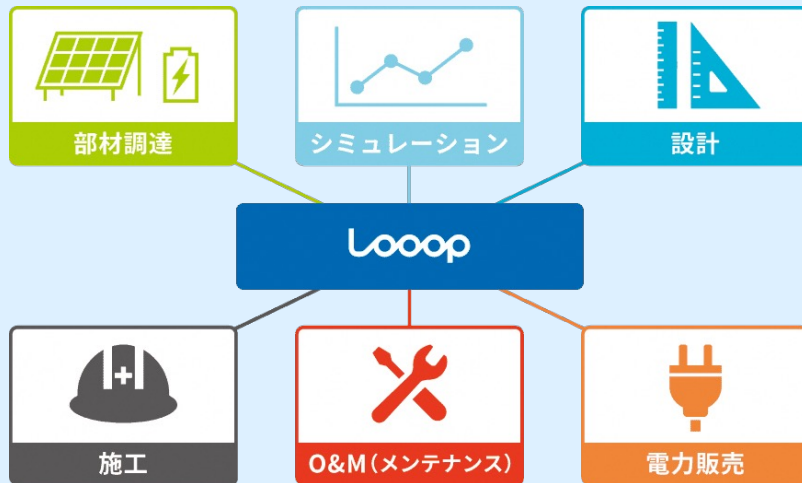 部材調達
シミュレーション
設計
Looop
施工
O&M(メンテナンス)
電力販売